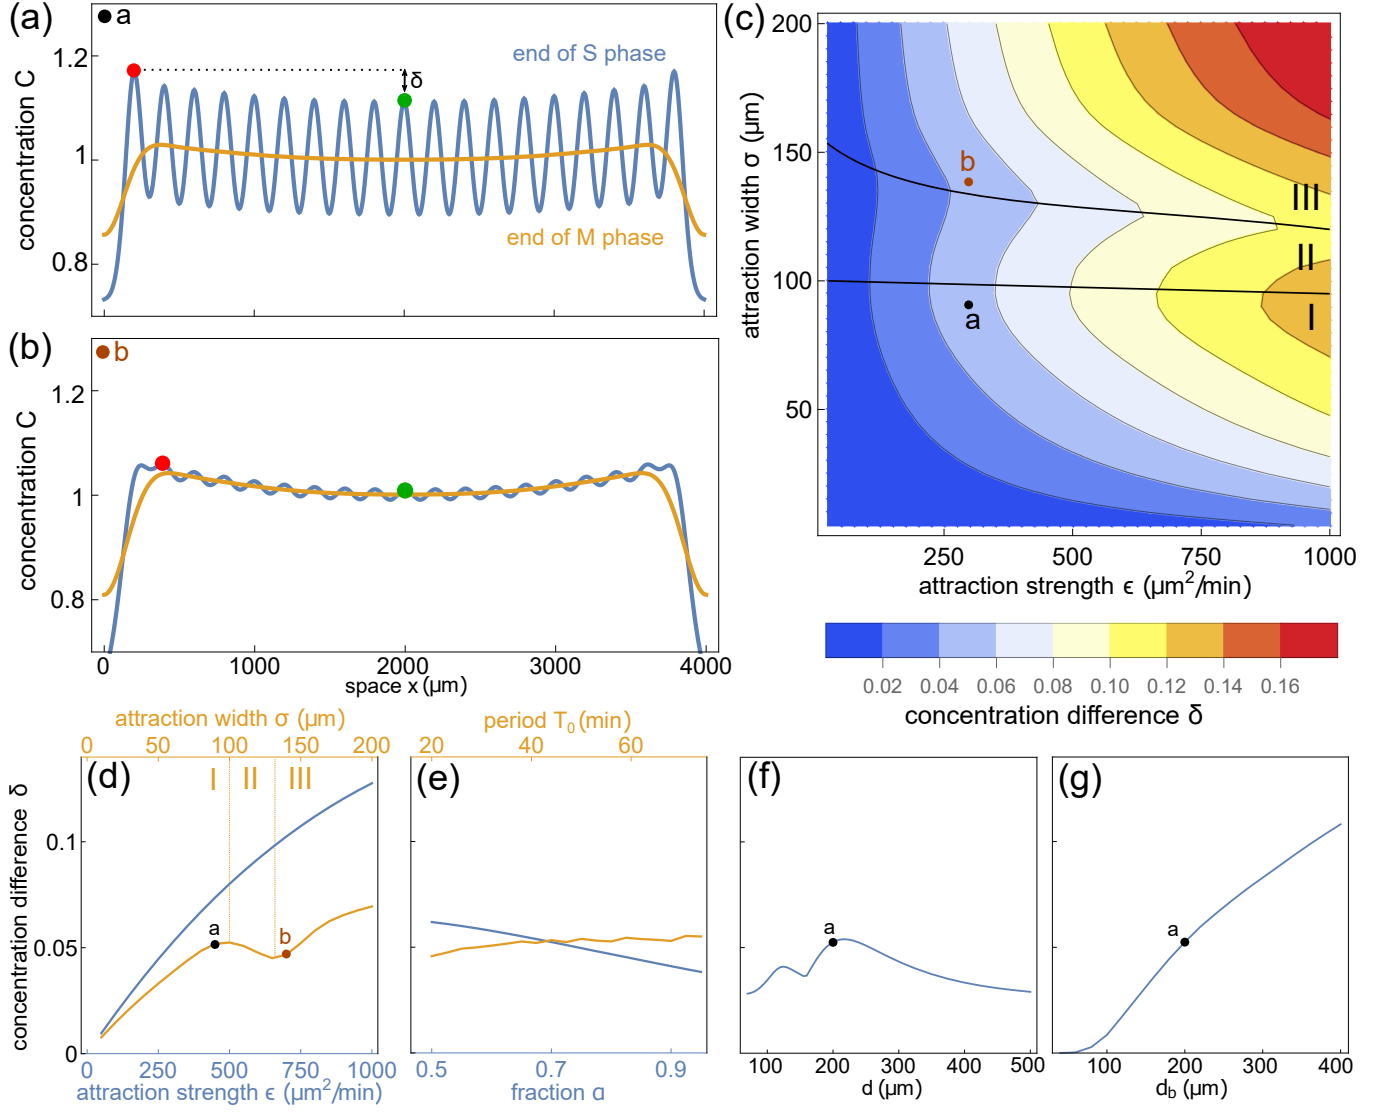 (a)
a
end of S phase
δ
end of M phase
concentration C
1.2
1
0.8
(b)
b
concentration C
1.2
1
0.8
0
1000
2000
3000
4000
space x (μm)
(c)
attraction width σ (μm)
200
150
100
50
b
a
III
II
I
250
500
750
1000
attraction strength ϵ (μm²/min)
0.02
0.04
0.06
0.08
0.10
0.12
0.14
0.16
concentration difference δ
attraction width σ (μm)
0
50
100
150
200
(d)
I
II
III
a
b
concentration difference δ
0.1
0.05
0
0
250
500
750
1000
attraction strength ϵ (μm²/min)
period T₀ (min)
20
40
60
(e)
0.5
0.7
0.9
fraction α
(f)
a
100
200
300
400
500
d (μm)
(g)
a
100
200
300
400
d_b (μm)